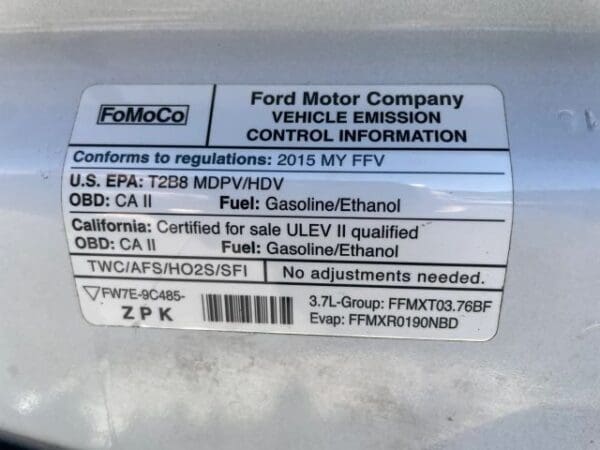 FoMoCo
Ford Motor Company
VEHICLE EMISSION
CONTROL INFORMATION
Conforms to regulations: 2015 MY FFV
U.S. EPA: T2B8 MDPV/HDV
OBD: CA II Fuel: Gasoline/Ethanol
California: Certified for sale ULEV II qualified
OBD: CA II Fuel: Gasoline/Ethanol
TWC/AFS/HO2S/SFI No adjustments needed.
▽FW7E-9C485-
ZPK
3.7L-Group: FFMXT03.76BF
Evap: FFMXR0190NBD